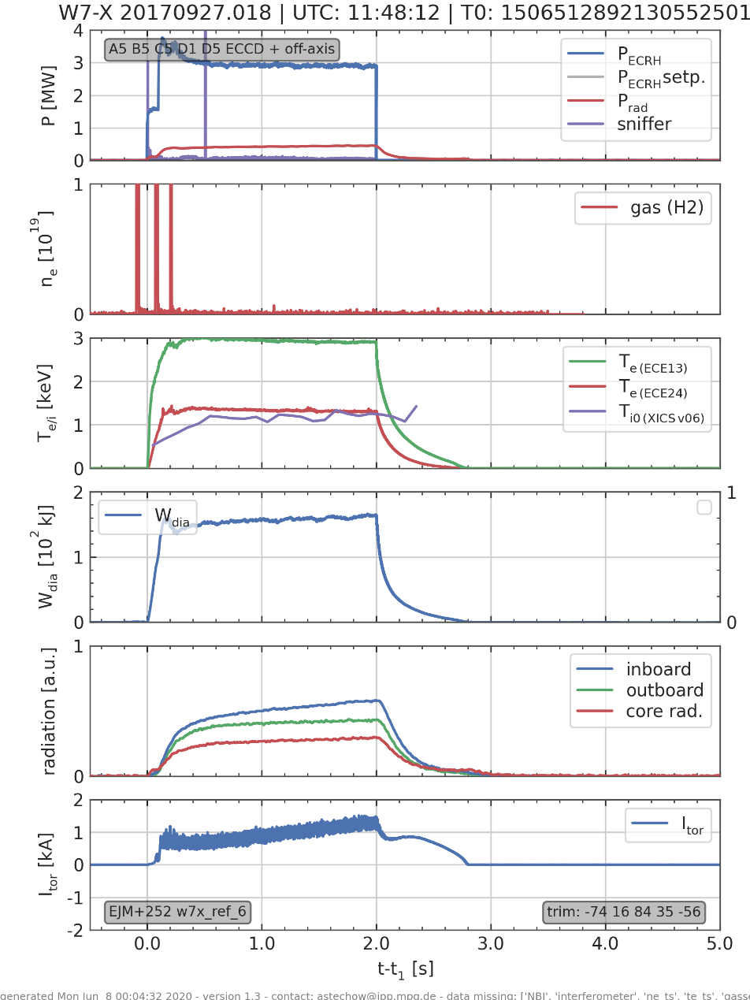 W7-X 20170927.018 | UTC: 11:48:12 | T0: 1506512892130552501
4
3
2
1
0
P [MW]
A5 B5 C5 D1 D5 ECCD + off-axis
P_ECRH
P_ECRH setp.
P_rad
sniffer
1
0
n_e [10^19]
gas (H2)
3
2
1
0
T_e/i [keV]
T_e (ECE13)
T_e (ECE24)
T_i0 (XICS v06)
2
1
0
W_dia [10^2 kJ]
W_dia
1
0
1
0
radiation [a.u.]
inboard
outboard
core rad.
2
1
0
-1
-2
I_tor [kA]
I_tor
EJM+252 w7x_ref_6
trim: -74 16 84 35 -56
0.0 1.0 2.0 3.0 4.0 5.0
t-t_1 [s]
generated Mon Jun 8 00:04:32 2020 - version 1.3 - contact: astechow@ipp.mpg.de - data missing: ['NBI', 'interferometer', 'ne_ts', 'te_ts', 'gasse